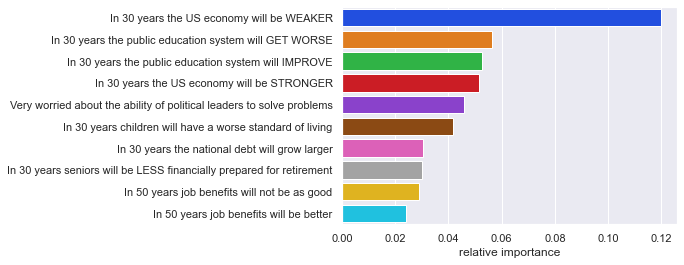 In 30 years the US economy will be WEAKER
In 30 years the public education system will GET WORSE
In 30 years the public education system will IMPROVE
In 30 years the US economy will be STRONGER
Very worried about the ability of political leaders to solve problems
In 30 years children will have a worse standard of living
In 30 years the national debt will grow larger
In 30 years seniors will be LESS financially prepared for retirement
In 50 years job benefits will not be as good
In 50 years job benefits will be better
0.00 0.02 0.04 0.06 0.08 0.10 0.12
relative importance